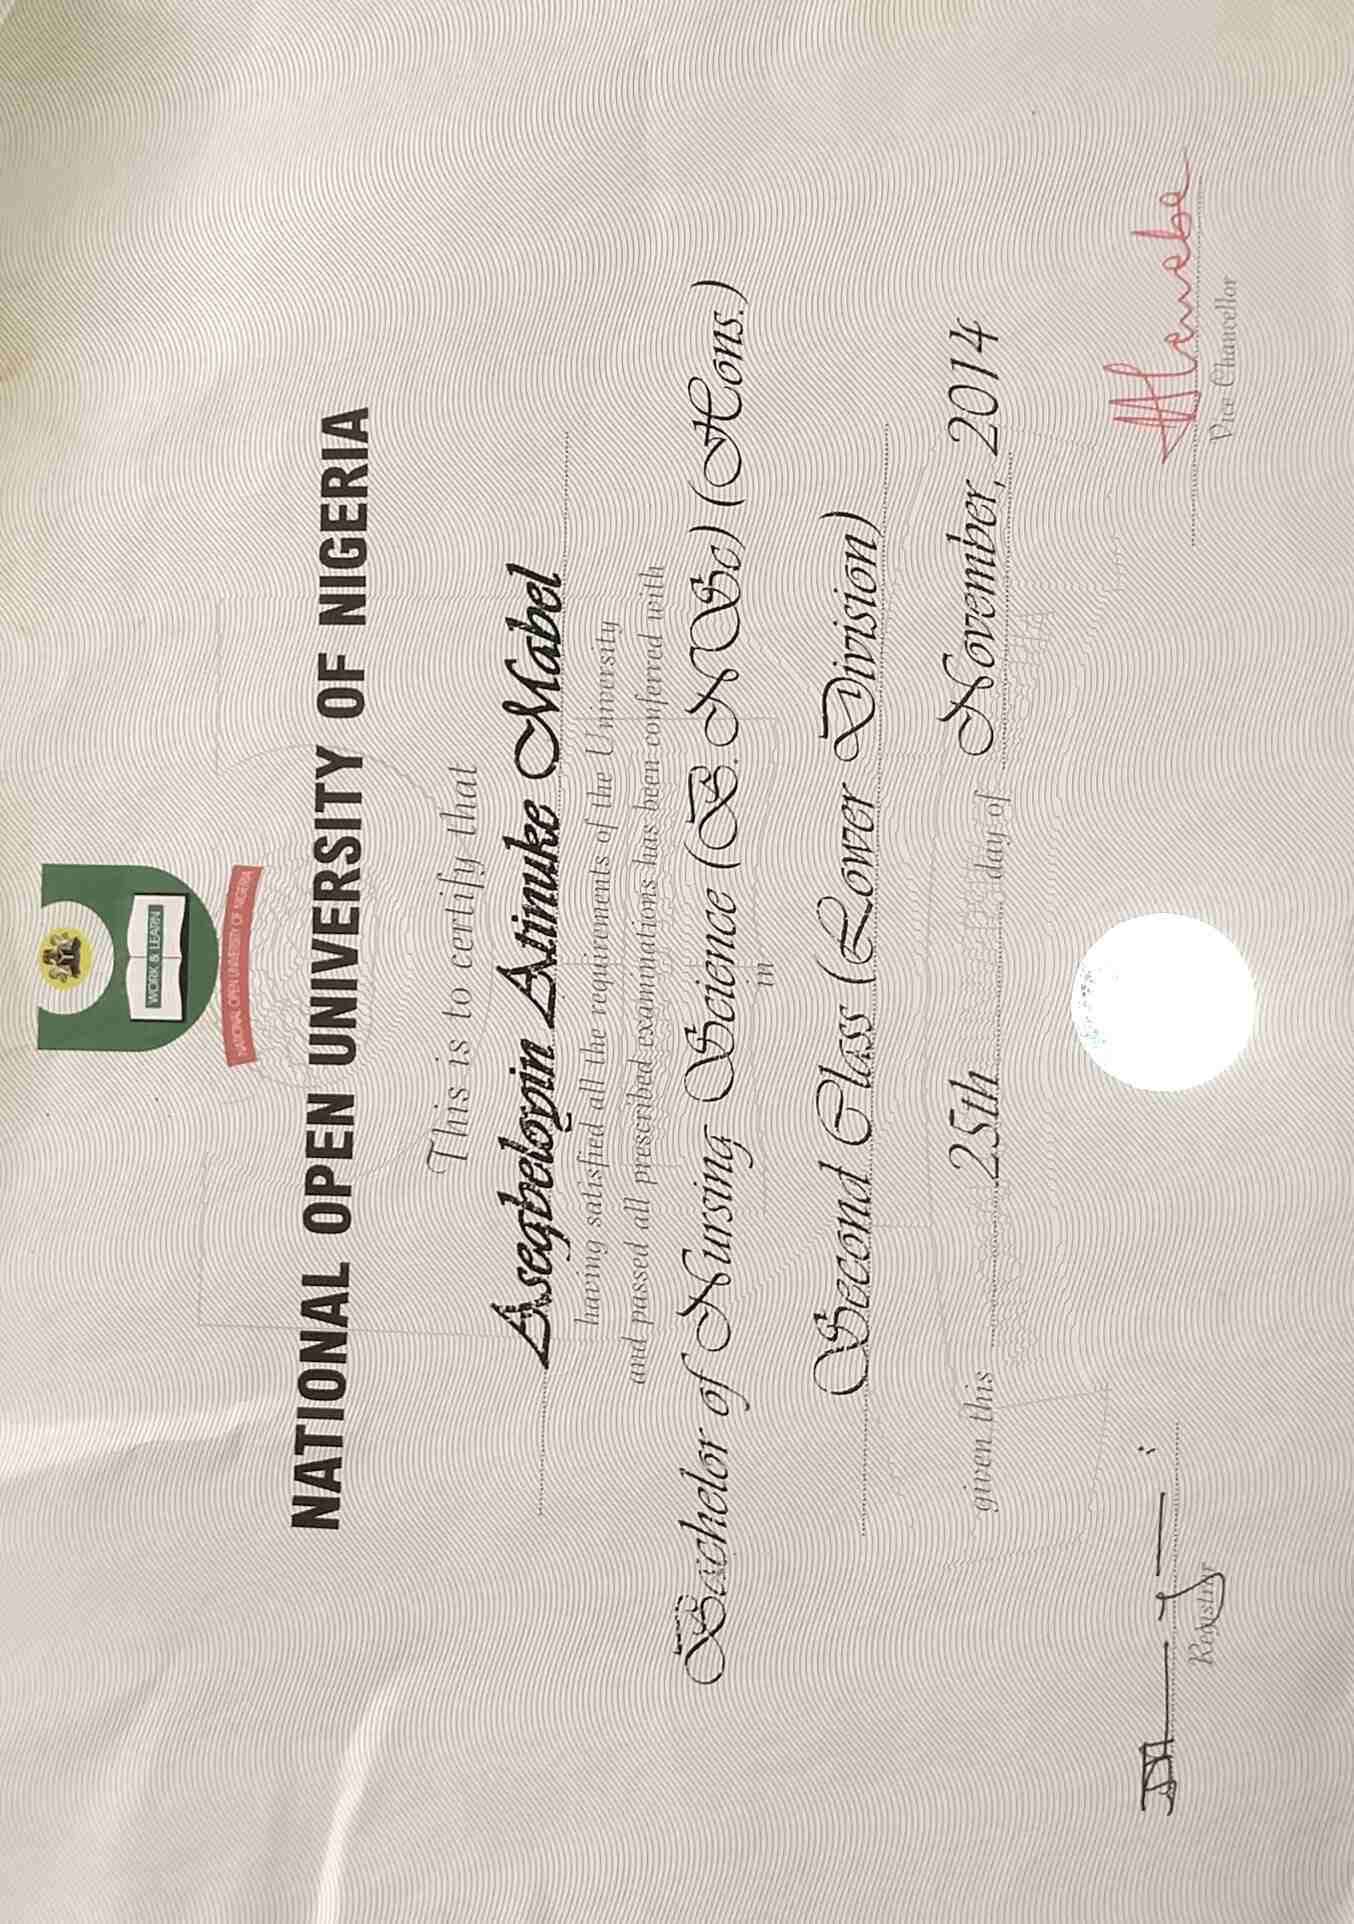 WORK & LEARN
NATIONAL OPEN UNIVERSITY OF NIGERIA
NATIONAL OPEN UNIVERSITY OF NIGERIA
This is to certify that
Asegbeloyin Atinuke Mabel
having satisfied all the requirements of the University
and passed all prescribed examinations has been conferred with
Bachelor of Nursing Science (B.NSc) (Hons.)
in
Second Class (Lower Division)
given this 25th day of November, 2014
Registrar
Vice Chancellor